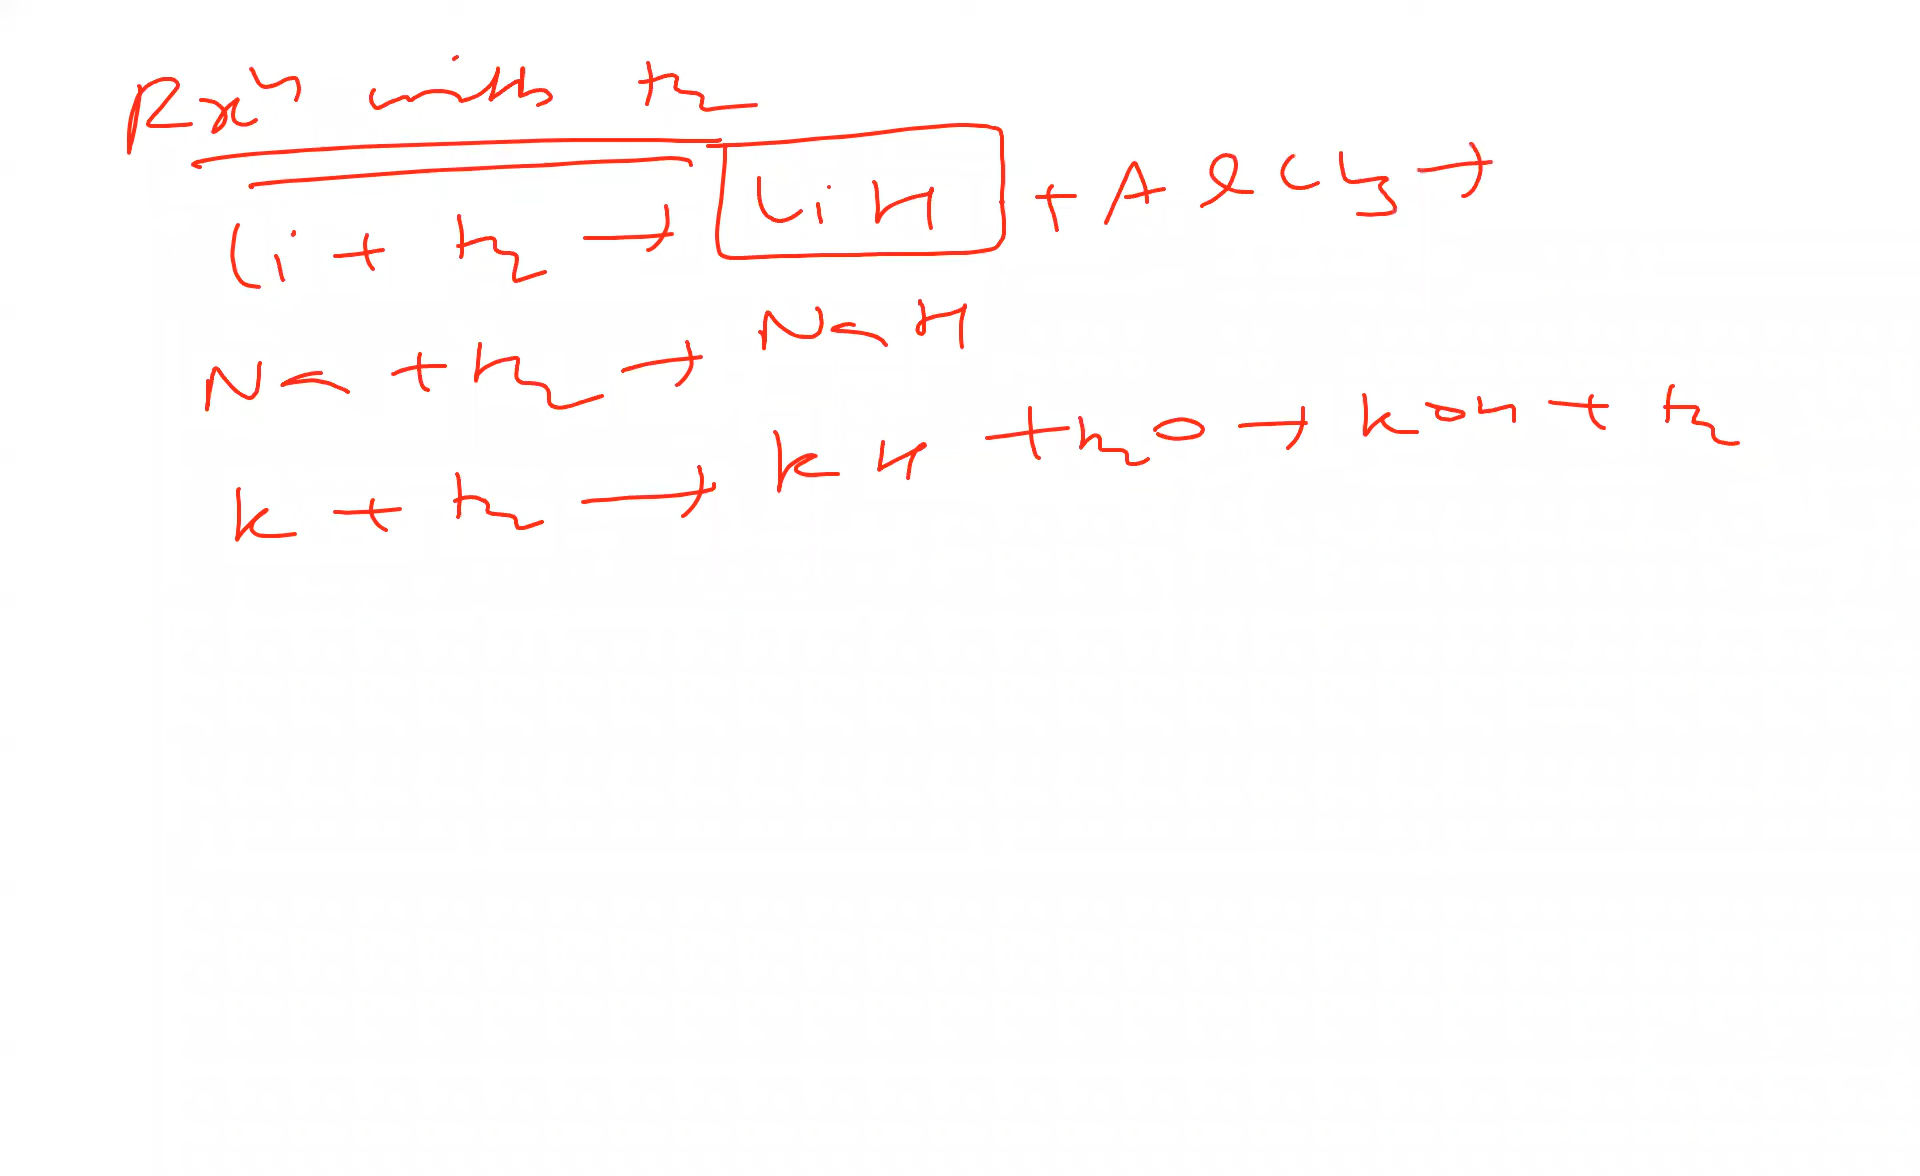 Rxⁿ with H₂
Li + H₂ → LiH + AlCl₃ →
Na + H₂ → NaH
K + H₂ → KH + H₂O → KOH + H₂